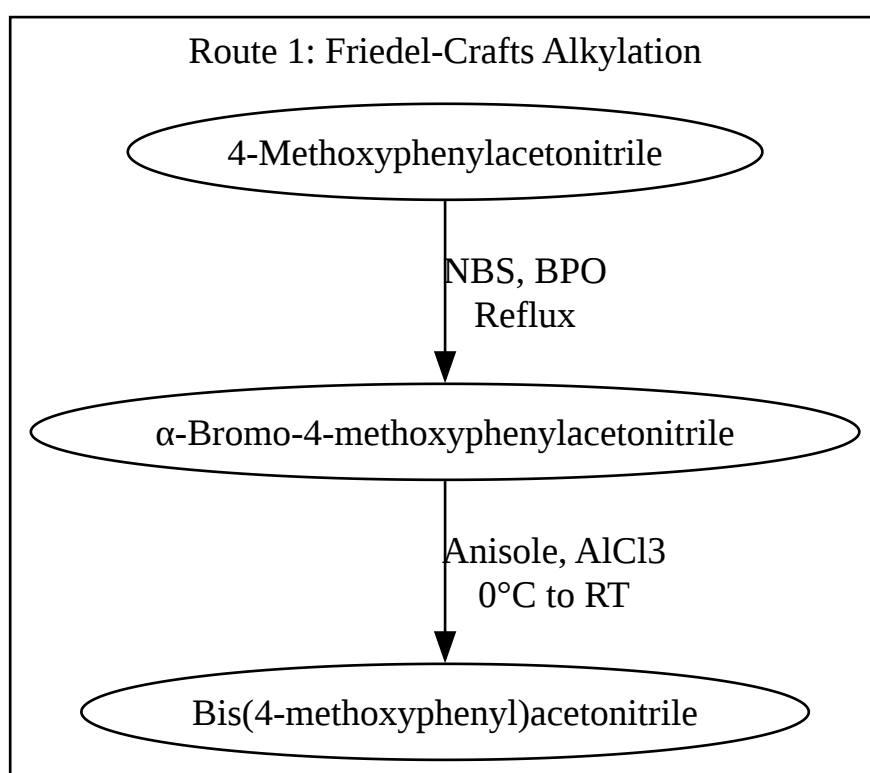 Route 1: Friedel-Crafts Alkylation
4-Methoxyphenylacetonitrile
NBS, BPO
Reflux
α-Bromo-4-methoxyphenylacetonitrile
Anisole, AlCl3
0°C to RT
Bis(4-methoxyphenyl)acetonitrile